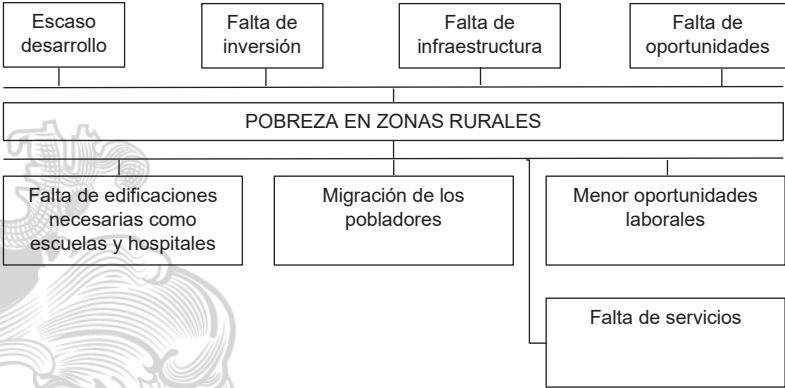 Escaso
desarrollo
Falta de
inversión
Falta de
infraestructura
Falta de
oportunidades
POBREZA EN ZONAS RURALES
Falta de edificaciones
necesarias como
escuelas y hospitales
Migración de los
pobladores
Menor oportunidades
laborales
Falta de servicios